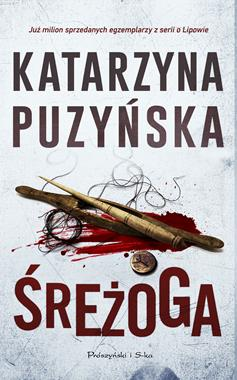 Już milion sprzedanych egzemplarzy z serii o Lipowie
KATARZYNA
PUZYŃSKA
ŚREŻOGA
Prószyński i S-ka